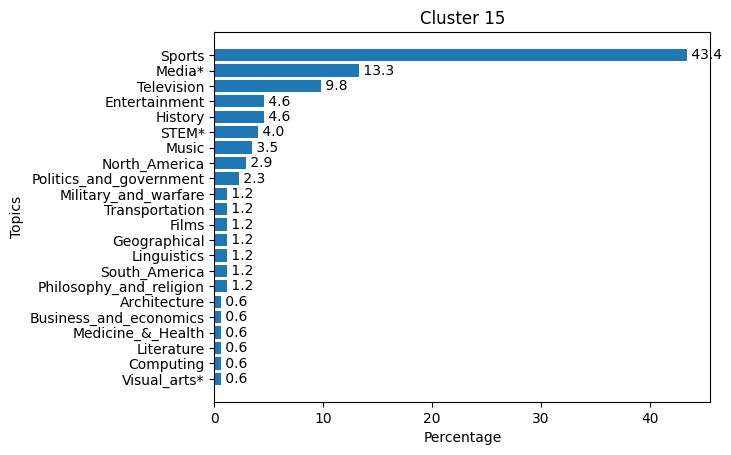 Cluster 15
Topics
Sports 43.4
Media* 13.3
Television 9.8
Entertainment 4.6
History 4.6
STEM* 4.0
Music 3.5
North_America 2.9
Politics_and_government 2.3
Military_and_warfare 1.2
Transportation 1.2
Films 1.2
Geographical 1.2
Linguistics 1.2
South_America 1.2
Philosophy_and_religion 1.2
Architecture 0.6
Business_and_economics 0.6
Medicine_&_Health 0.6
Literature 0.6
Computing 0.6
Visual_arts* 0.6
0 10 20 30 40
Percentage